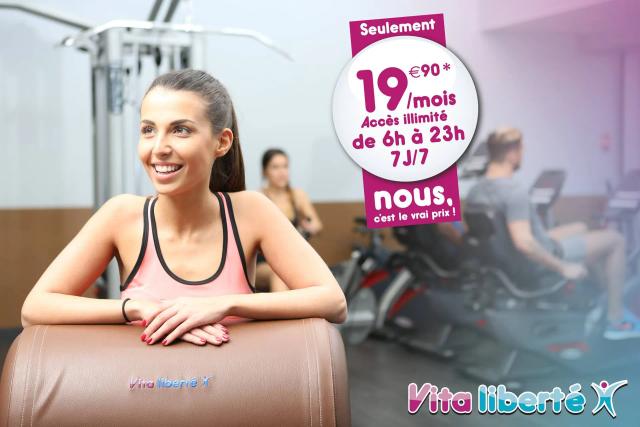 Seulement
19€90*
/mois
Accès illimité
de 6h à 23h
7J/7
nous,
c'est le vrai prix !
Vita liberté
Vita liberté